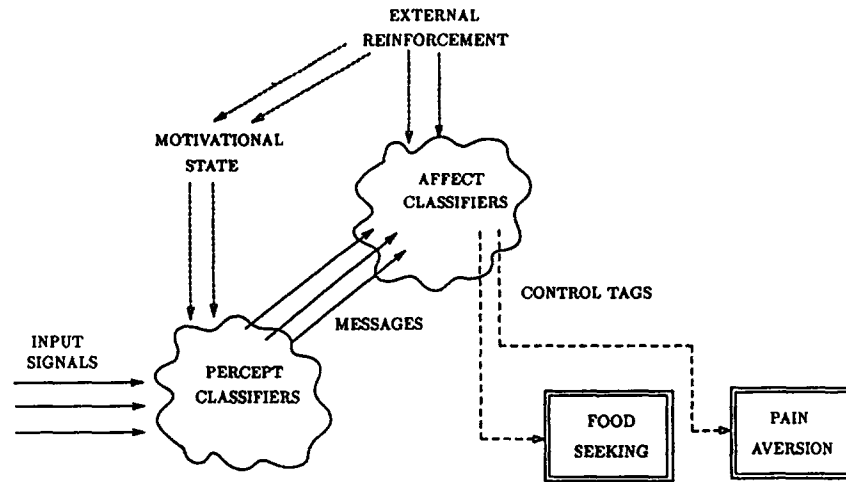 EXTERNAL
REINFORCEMENT
MOTIVATIONAL
STATE
AFFECT
CLASSIFIERS
CONTROL TAGS
MESSAGES
INPUT
SIGNALS
PERCEPT
CLASSIFIERS
FOOD
SEEKING
PAIN
AVERSION